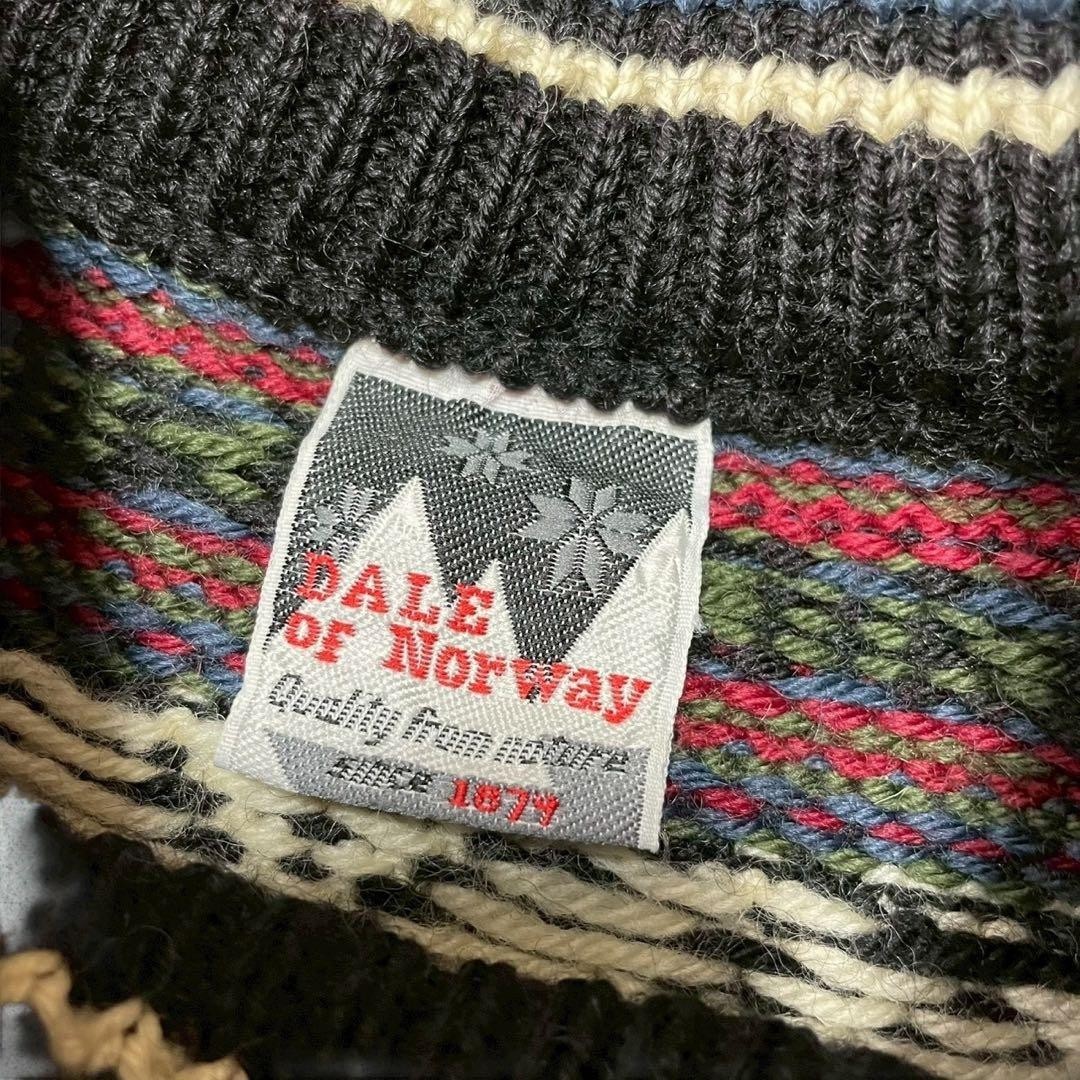 DALE
OF NorWay
Quality from nature
since 1879